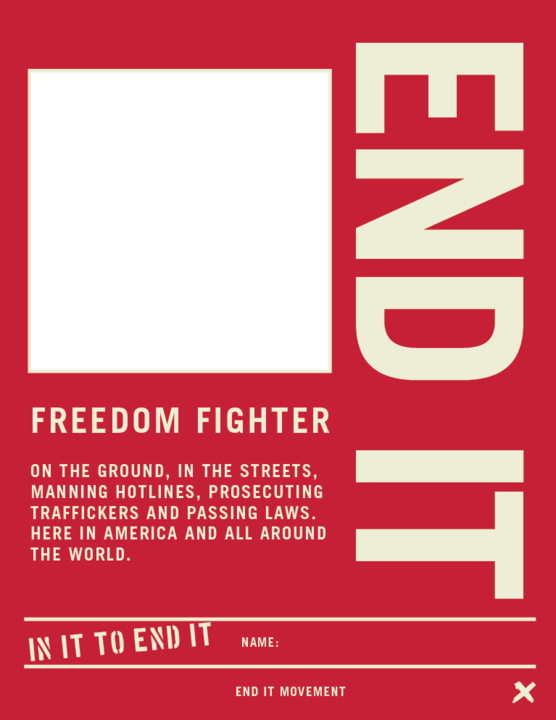 END IT
FREEDOM FIGHTER
ON THE GROUND, IN THE STREETS,
MANNING HOTLINES, PROSECUTING
TRAFFICKERS AND PASSING LAWS.
HERE IN AMERICA AND ALL AROUND
THE WORLD.
IN IT TO END IT
NAME:
END IT MOVEMENT